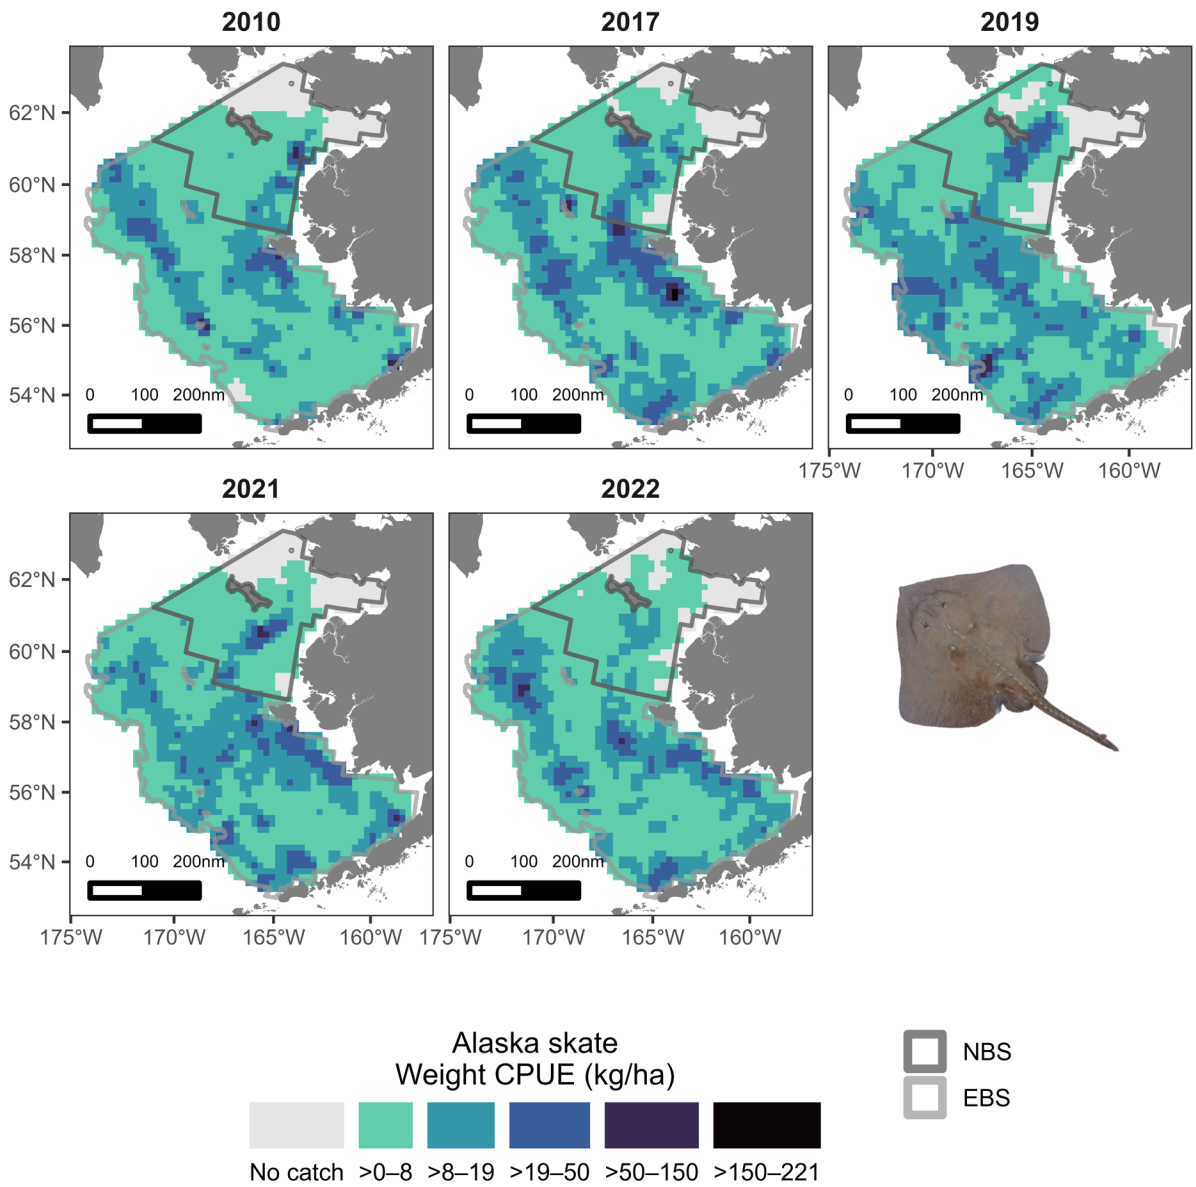 2010
2017
2019
62°N
60°N
58°N
56°N
54°N
0 100 200nm
0 100 200nm
0 100 200nm
175°W 170°W 165°W 160°W
2021
2022
62°N
60°N
58°N
56°N
54°N
0 100 200nm
0 100 200nm
175°W 170°W 165°W 160°W
175°W 170°W 165°W 160°W
Alaska skate
Weight CPUE (kg/ha)
No catch >0–8 >8–19 >19–50 >50–150 >150–221
NBS
EBS